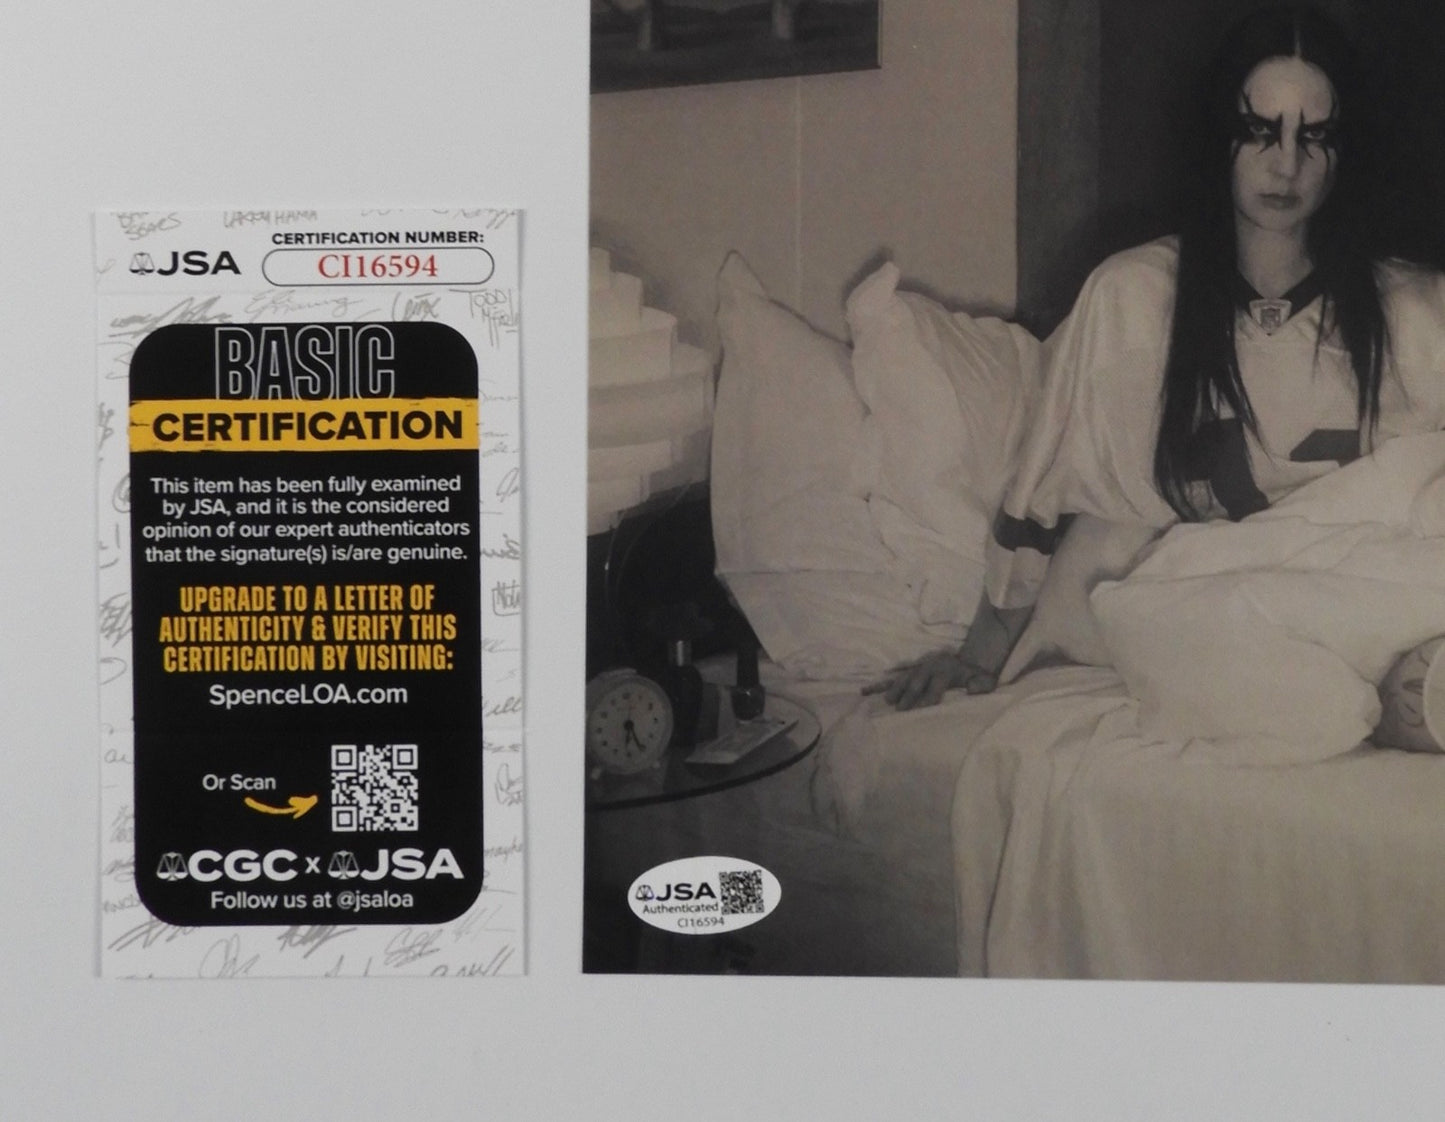 LARRY HAMA
JSA
CERTIFICATION NUMBER:
CI16594
BASIC
CERTIFICATION
This item has been fully examined
by JSA, and it is the considered
opinion of our expert authenticators
that the signature(s) is/are genuine.
UPGRADE TO A LETTER OF
AUTHENTICITY & VERIFY THIS
CERTIFICATION BY VISITING:
SpenceLOA.com
Or Scan
CGC x JSA
Follow us at @jsaloa
JSA
Authenticated
CI16594